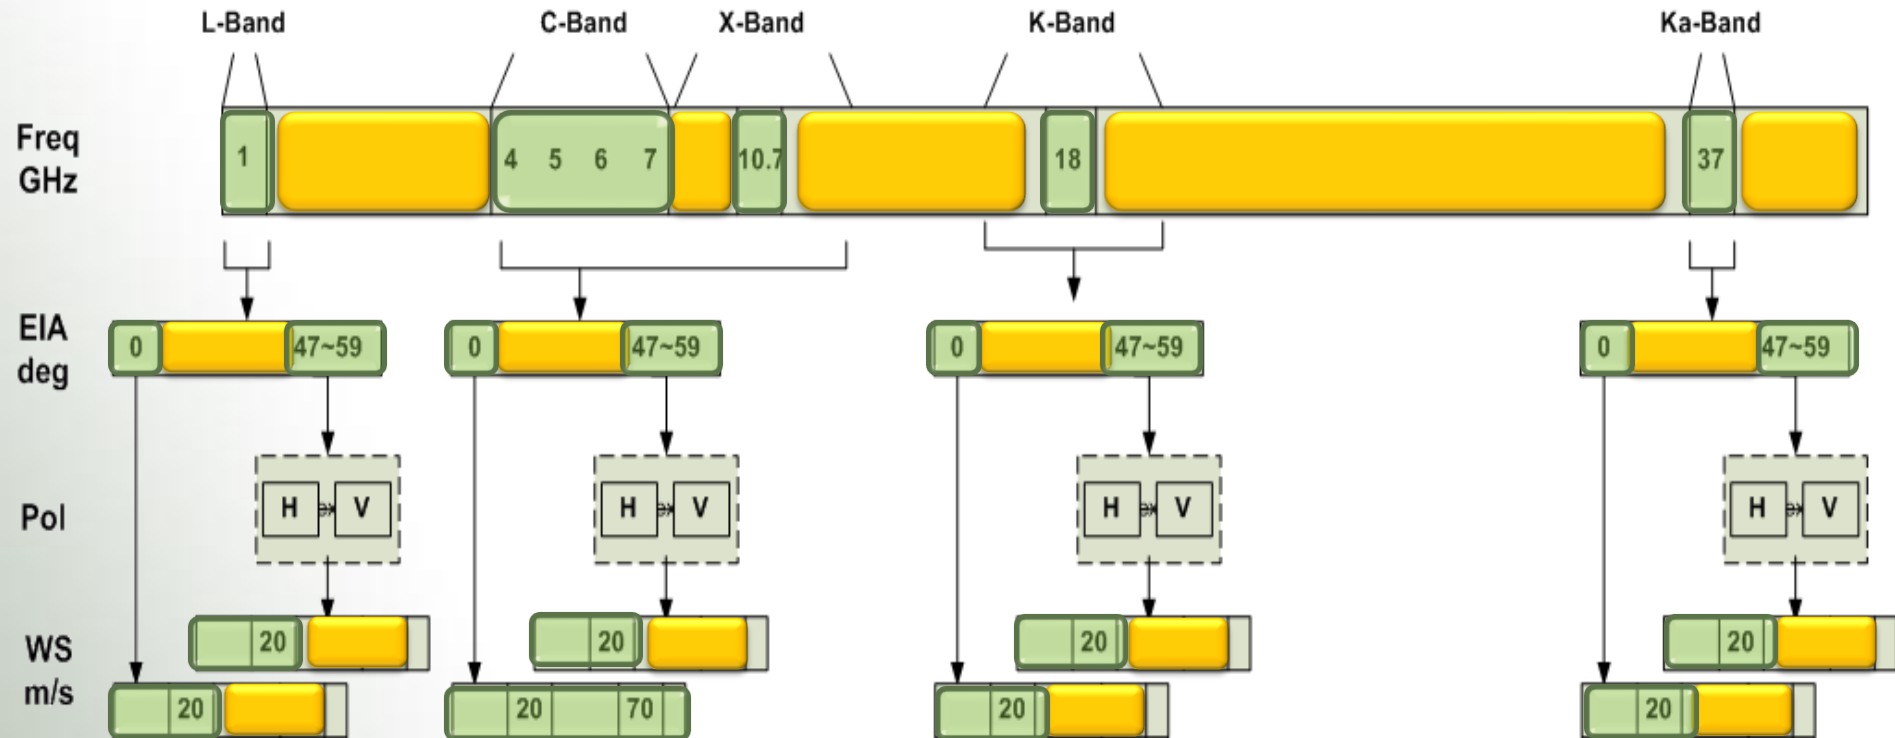 L-Band C-Band X-Band K-Band Ka-Band
Freq
GHz
1 4 5 6 7 10.7 18 37
EIA
deg
0 47~59 0 47~59 0 47~59 0 47~59
Pol
H V H V H V H V
WS
m/s
20 20 20 20
20 20 70 20 20